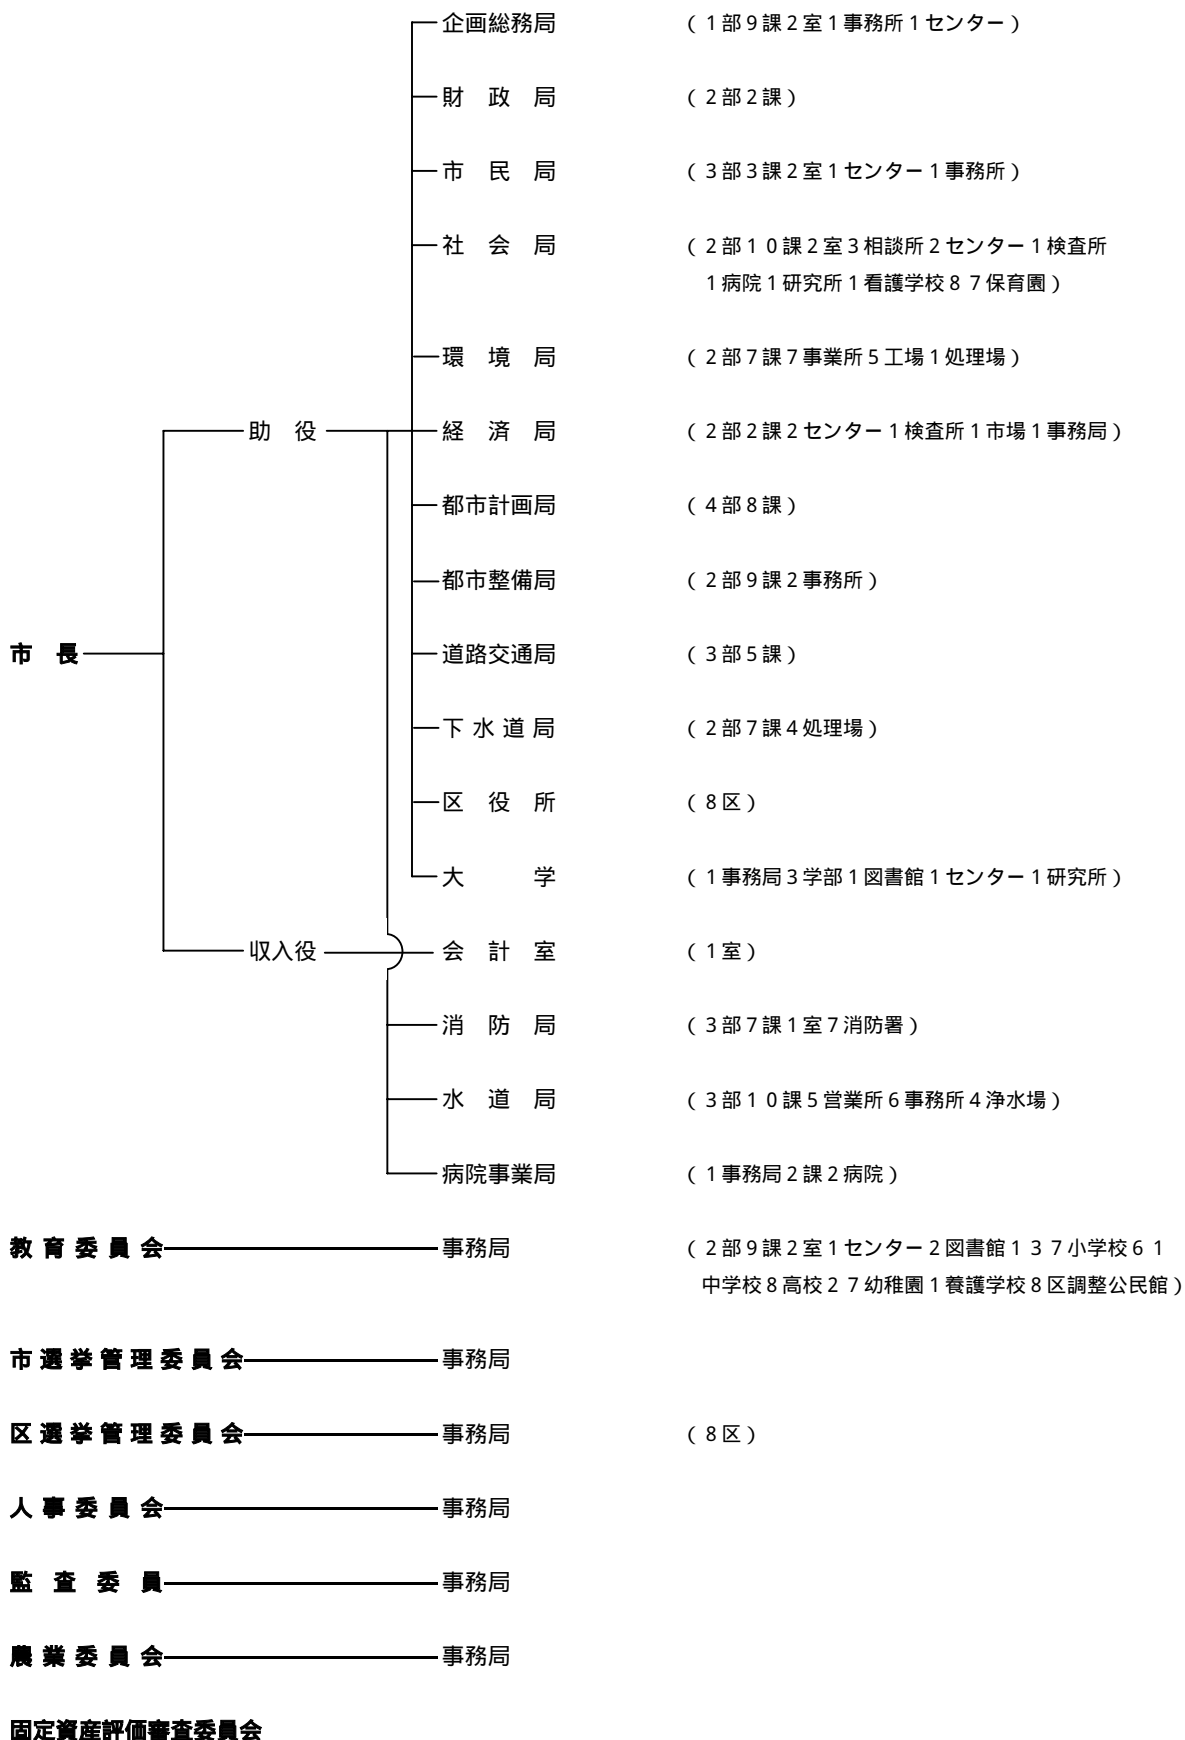 企画総務局 （１部９課２室１事務所１センター）
財政局 （２部２課）
市民局 （３部３課２室１センター１事務所）
社会局 （２部１０課２室３相談所２センター１検査所
１病院１研究所１看護学校８７保育園）
環境局 （２部７課７事業所５工場１処理場）
助役 経済局 （２部２課２センター１検査所１市場１事務局）
都市計画局 （４部８課）
都市整備局 （２部９課２事務所）
市長 道路交通局 （３部５課）
下水道局 （２部７課４処理場）
区役所 （８区）
大学 （１事務局３学部１図書館１センター１研究所）
収入役 会計室 （１室）
消防局 （３部７課１室７消防署）
水道局 （３部１０課５営業所６事務所４浄水場）
病院事業局 （１事務局２課２病院）
教育委員会 事務局 （２部９課２室１センター２図書館１３７小学校６１
中学校８高校２７幼稚園１養護学校８区調整公民館）
市選挙管理委員会 事務局
区選挙管理委員会 事務局 （８区）
人事委員会 事務局
監査委員 事務局
農業委員会 事務局
固定資産評価審査委員会